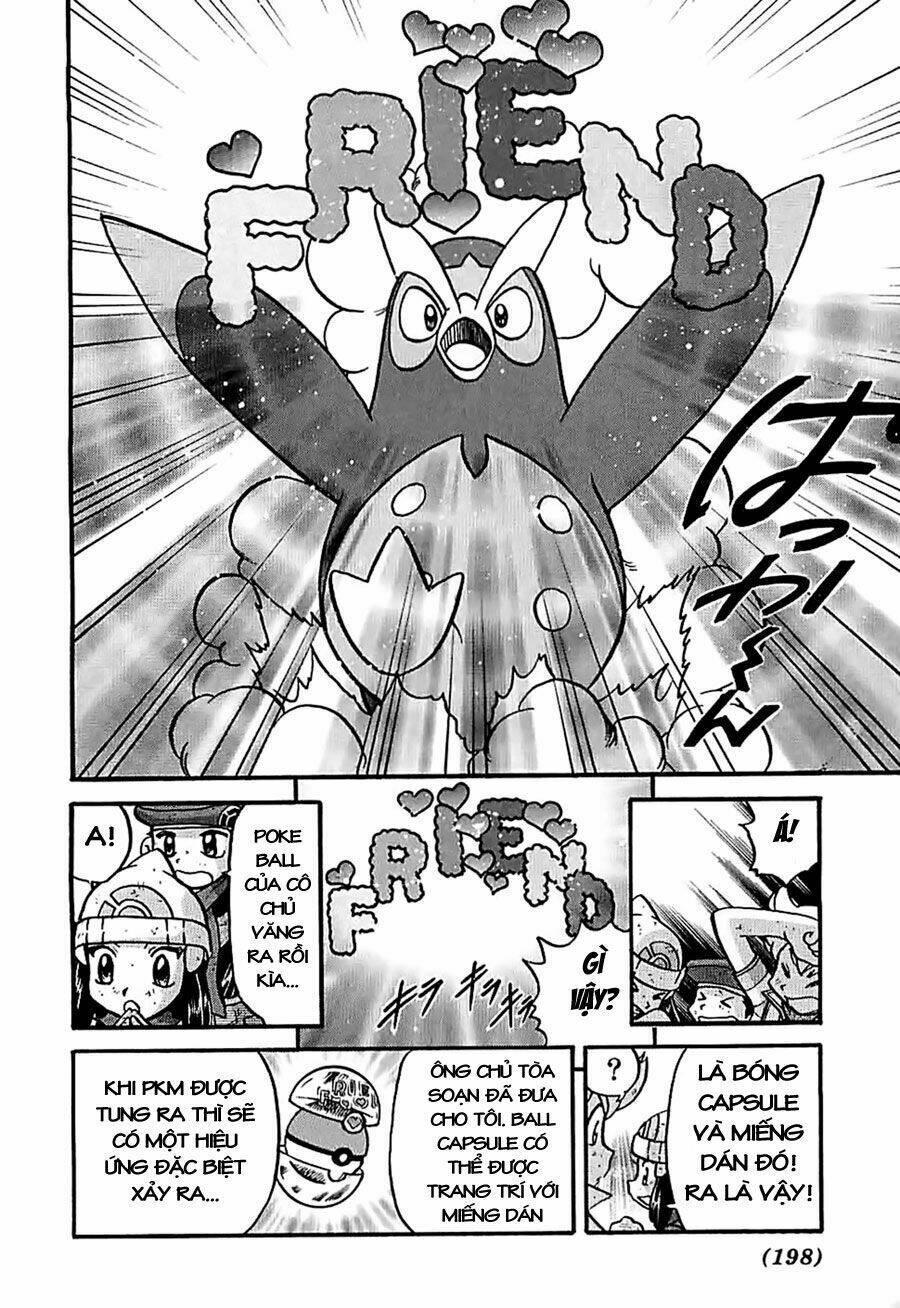 FRIEND
ばっわ〜ん
Á!
GÌ
VẬY?
FRIEND
キラ
キラ
POKE
BALL
CỦA CÔ
CHỦ
VĂNG
RA RỒI
KÌA...
A!
LÀ BÓNG
CAPSULE
VÀ MIẾNG
DÁN ĐÓ!
RA LÀ VẬY!
?
ÔNG CHỦ TÒA
SOẠN ĐÃ ĐƯA
CHO TÔI. BALL
CAPSULE CÓ
THỂ ĐƯỢC
TRANG TRÍ VỚI
MIẾNG DÁN
KHI PKM ĐƯỢC
TUNG RA THÌ SẼ
CÓ MỘT HIỆU
ỨNG ĐẶC BIỆT
XẢY RA...
(198)